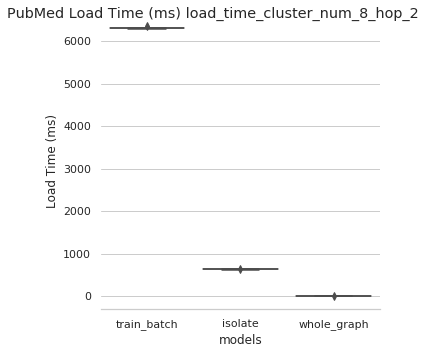 PubMed Load Time (ms) load_time_cluster_num_8_hop_2
6000
5000
4000
3000
2000
1000
0
Load Time (ms)
train_batch
isolate
whole_graph
models